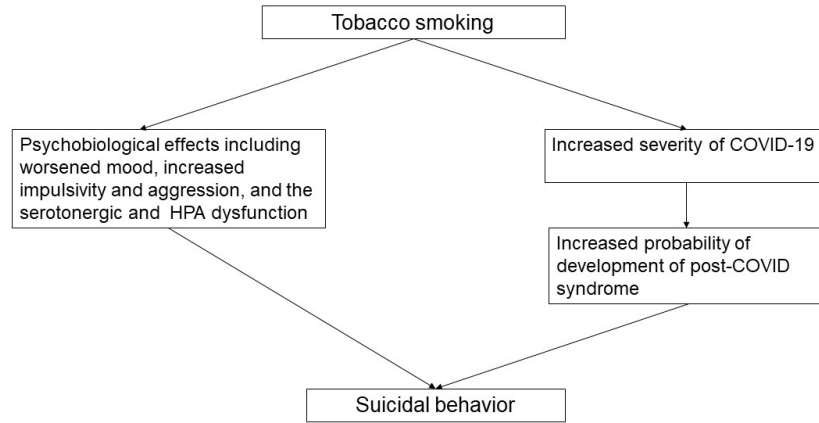 Tobacco smoking
Psychobiological effects including
worsened mood, increased
impulsivity and aggression, and the
serotonergic and HPA dysfunction
Increased severity of COVID-19
Increased probability of
development of post-COVID
syndrome
Suicidal behavior